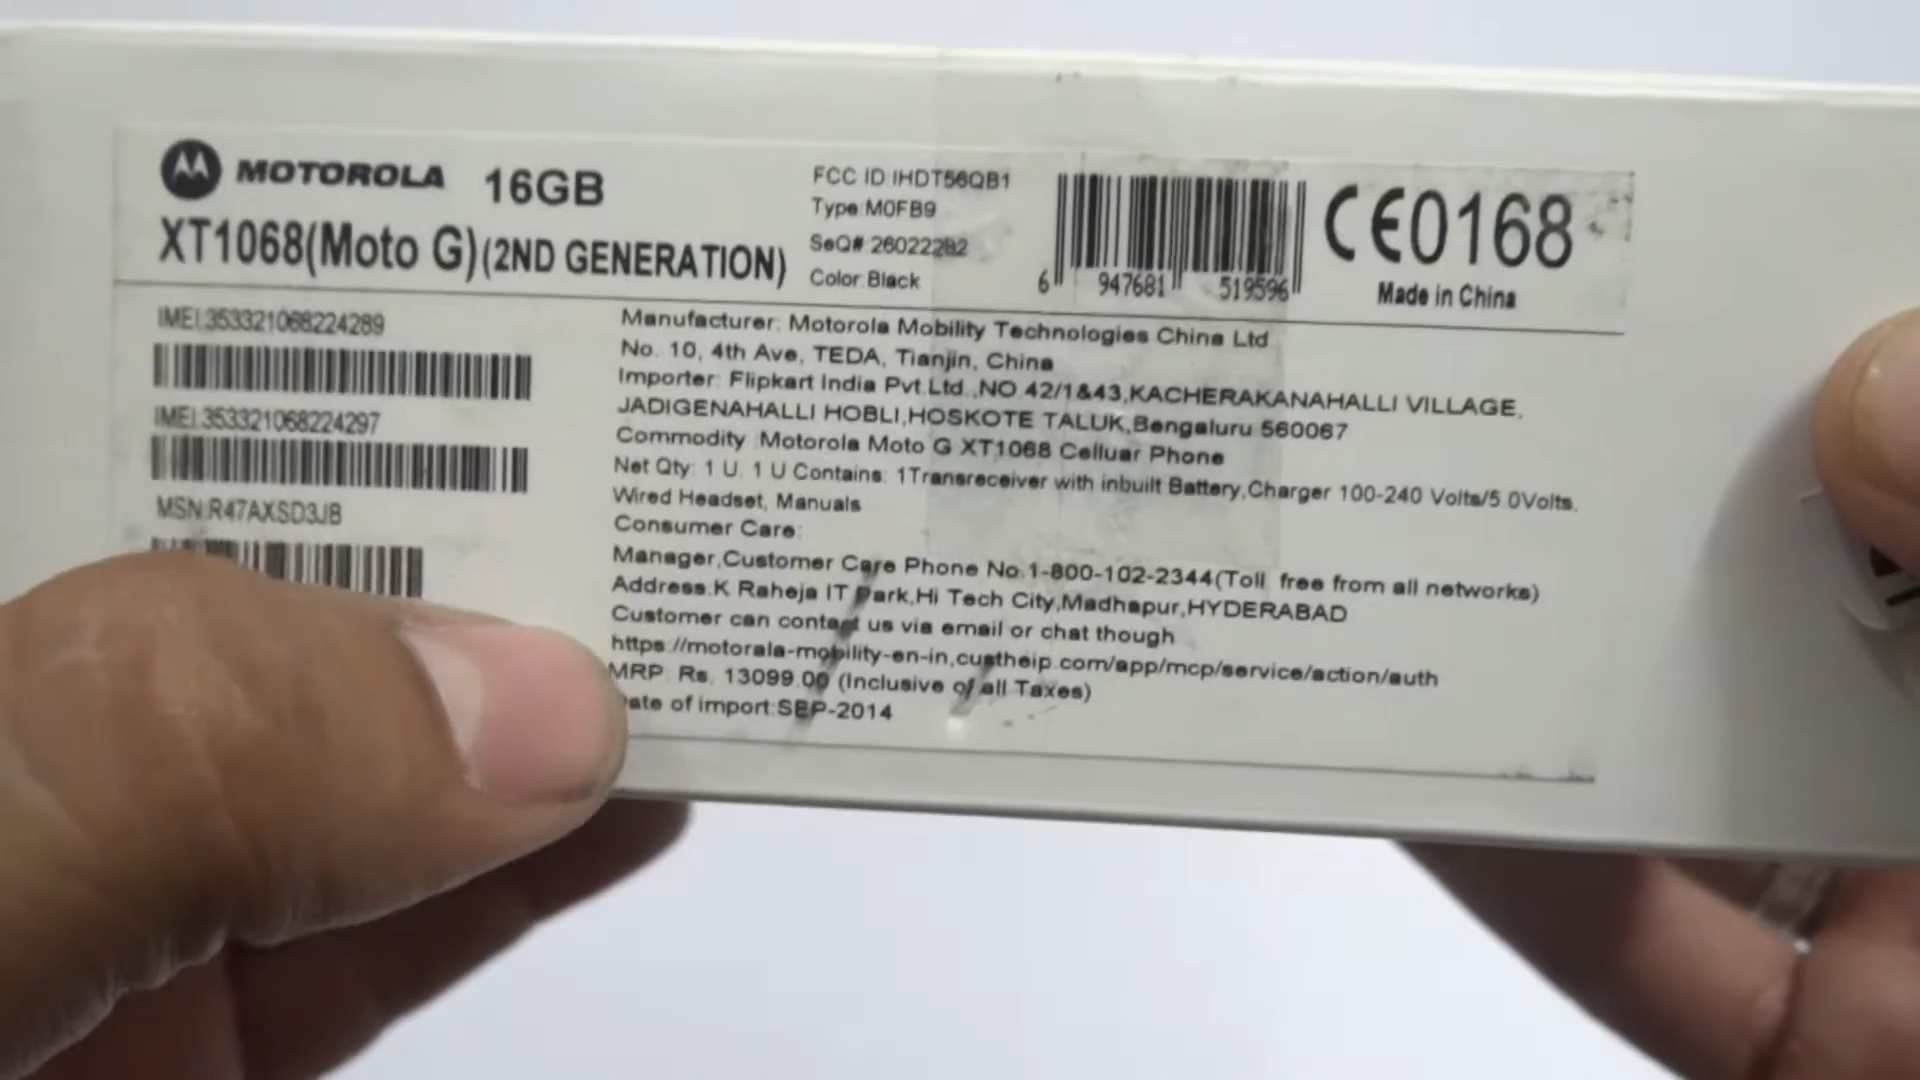 MOTOROLA 16GB
XT1068(Moto G)(2ND GENERATION)
FCC ID:IHDT56QB1
Type:M0FB9
SeQ#:26022282
Color:Black
6 947681 519596
CE0168
Made in China
IMEI:353321068224289
IMEI:353321068224297
MSN:R47AXSD3JB
Manufacturer: Motorola Mobility Technologies China Ltd
No. 10, 4th Ave, TEDA, Tianjin, China
Importer: Flipkart India Pvt.Ltd.,NO.42/1&43,KACHERAKANAHALLI VILLAGE,
JADIGENAHALLI HOBLI,HOSKOTE TALUK,Bengaluru 560067
Commodity :Motorola Moto G XT1068 Celluar Phone
Net Qty: 1 U. 1 U Contains: 1Transreceiver with inbuilt Battery,Charger 100-240 Volts/5.0Volts,
Wired Headset, Manuals
Consumer Care:
Manager,Customer Care Phone No.1-800-102-2344(Toll free from all networks)
Address:K Raheja IT Park,Hi Tech City,Madhapur,HYDERABAD
Customer can contact us via email or chat though
https://motorala-mobility-en-in,custheip.com/app/mcp/service/action/auth
MRP: Rs. 13099.00 (Inclusive of all Taxes)
ate of import:SEP-2014